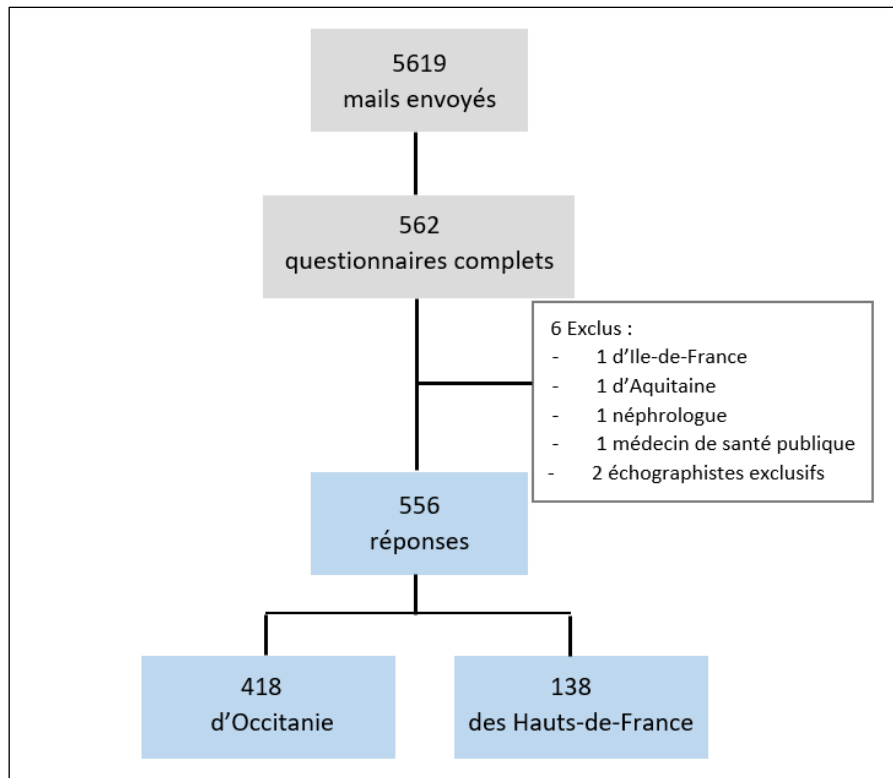 5619
mails envoyés
562
questionnaires complets
6 Exclus :
- 1 d'Ile-de-France
- 1 d'Aquitaine
- 1 néphrologue
- 1 médecin de santé publique
- 2 échographistes exclusifs
556
réponses
418
d'Occitanie
138
des Hauts-de-France